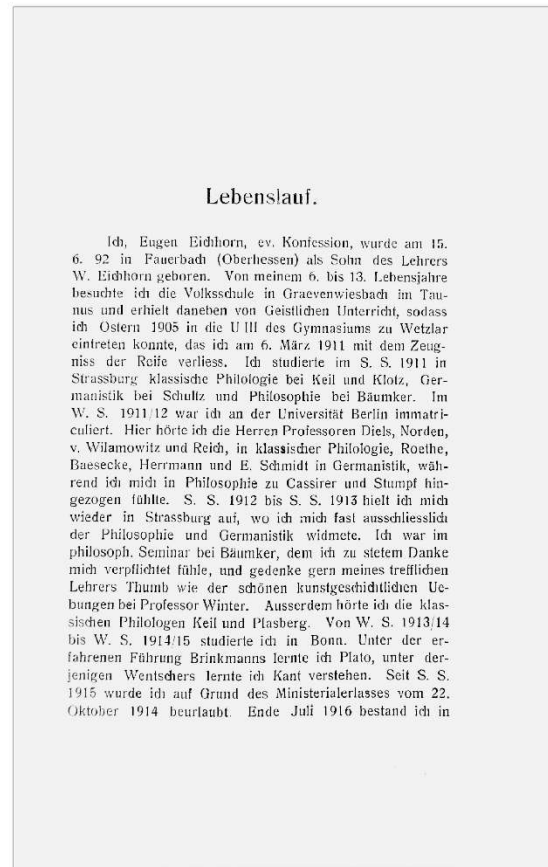 Lebenslauf.
Ich, Eugen Eichhorn, ev. Konfession, wurde am 15.
6. 92 in Fauerbach (Oberhessen) als Sohn des Lehrers
W. Eichhorn geboren. Von meinem 6. bis 13. Lebensjahre
besuchte ich die Volksschule in Graevenwiesbach im Tau-
nus und erhielt daneben von Geistlichen Unterricht, sodass
ich Ostern 1905 in die U III des Gymnasiums zu Wetzlar
eintreten konnte, das ich am 6. März 1911 mit dem Zeug-
niss der Reife verliess. Ich studierte im S. S. 1911 in
Strassburg klassische Philologie bei Keil und Klotz, Ger-
manistik bei Schultz und Philosophie bei Bäumker. Im
W. S. 1911/12 war ich an der Universität Berlin immatri-
culiert. Hier hörte ich die Herren Professoren Diels, Norden,
v. Wilamowitz und Reich, in klassischer Philologie, Roethe,
Baesecke, Herrmann und E. Schmidt in Germanistik, wäh-
rend ich mich in Philosophie zu Cassirer und Stumpf hin-
gezogen fühlte. S. S. 1912 bis S. S. 1913 hielt ich mich
wieder in Strassburg auf, wo ich mich fast ausschliesslich
der Philosophie und Germanistik widmete. Ich war im
philosoph. Seminar bei Bäumker, dem ich zu stetem Danke
mich verpflichtet fühle, und gedenke gern meines trefflichen
Lehrers Thumb wie der schönen kunstgeschichtlichen Ue-
bungen bei Professor Winter. Ausserdem hörte ich die klas-
sischen Philologen Keil und Plasberg. Von W. S. 1913/14
bis W. S. 1914/15 studierte ich in Bonn. Unter der er-
fahrenen Führung Brinkmanns lernte ich Plato, unter der-
jenigen Wentschers lernte ich Kant verstehen. Seit S. S.
1915 wurde ich auf Grund des Ministerialerlasses vom 22.
Oktober 1914 beurlaubt. Ende Juli 1916 bestand ich in